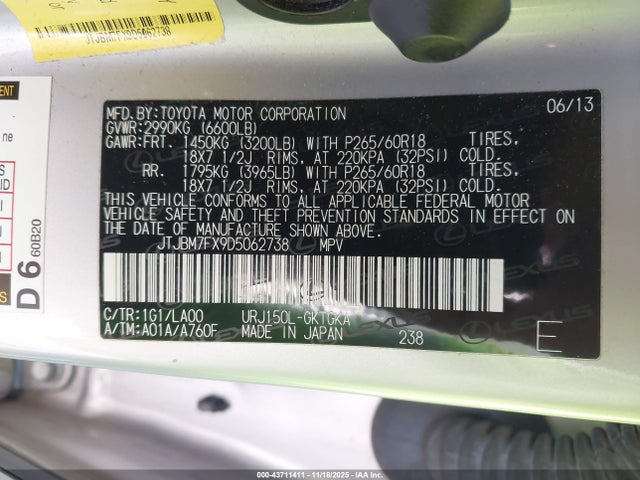 JTJBM7FX9D5062738
MENT
ne
D 6 60B20
MFD.BY:TOYOTA MOTOR CORPORATION 06/13
GVWR:2990KG (6600LB)
GAWR:FRT. 1450KG (3200LB) WITH P265/60R18 TIRES.
18X7 1/2J RIMS. AT 220KPA (32PSI) COLD.
RR. 1795KG (3965LB) WITH P265/60R18 TIRES.
18X7 1/2J RIMS. AT 220KPA (32PSI) COLD.
THIS VEHICLE CONFORMS TO ALL APPLICABLE FEDERAL MOTOR
VEHICLE SAFETY AND THEFT PREVENTION STANDARDS IN EFFECT ON
THE DATE OF MANUFACTURE SHOWN ABOVE.
JTJBM7FX9D5062738 MPV
C/TR:1G1/LA00 URJ150L-GKTGKA
A/TM:A01A/A760F MADE IN JAPAN 238 E
LEXUS
000-43711411 - 11/18/2025 - IAAI.COM